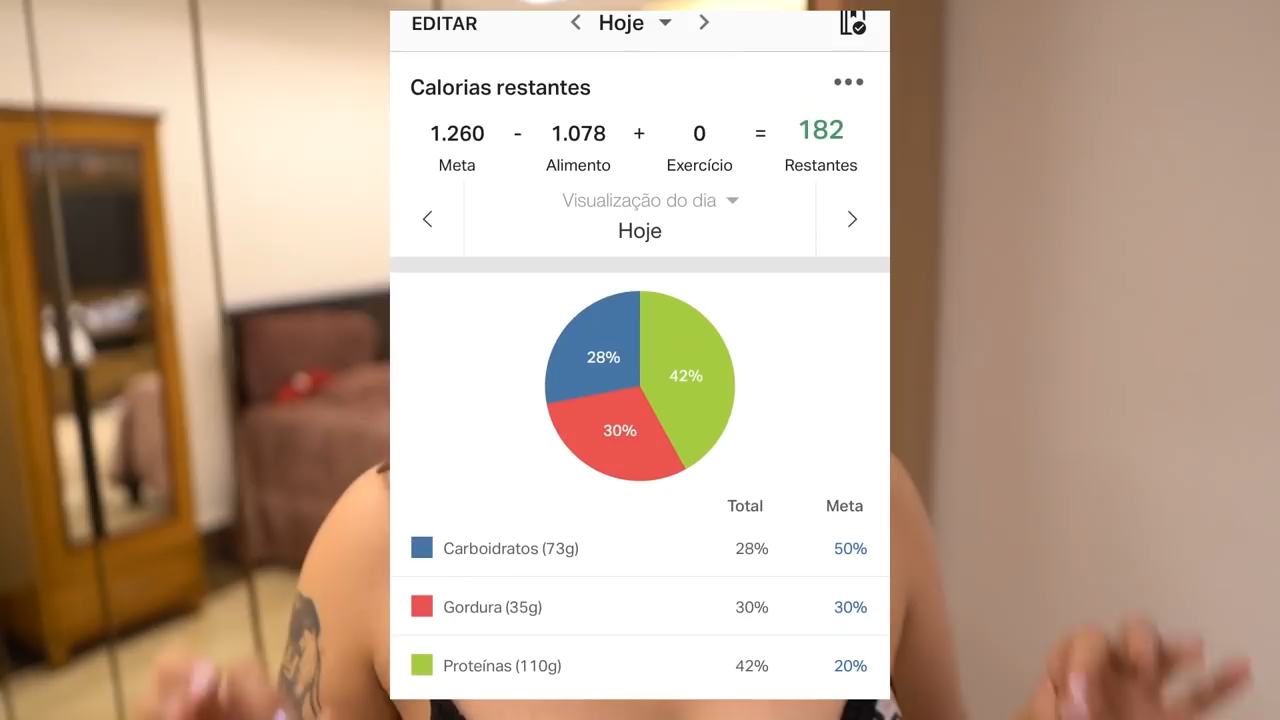 EDITAR Hoje
Calorias restantes
1.260 - 1.078 + 0 = 182
Meta Alimento Exercício Restantes
Visualização do dia
Hoje
28%
42%
30%
Total Meta
Carboidratos (73g) 28% 50%
Gordura (35g) 30% 30%
Proteínas (110g) 42% 20%